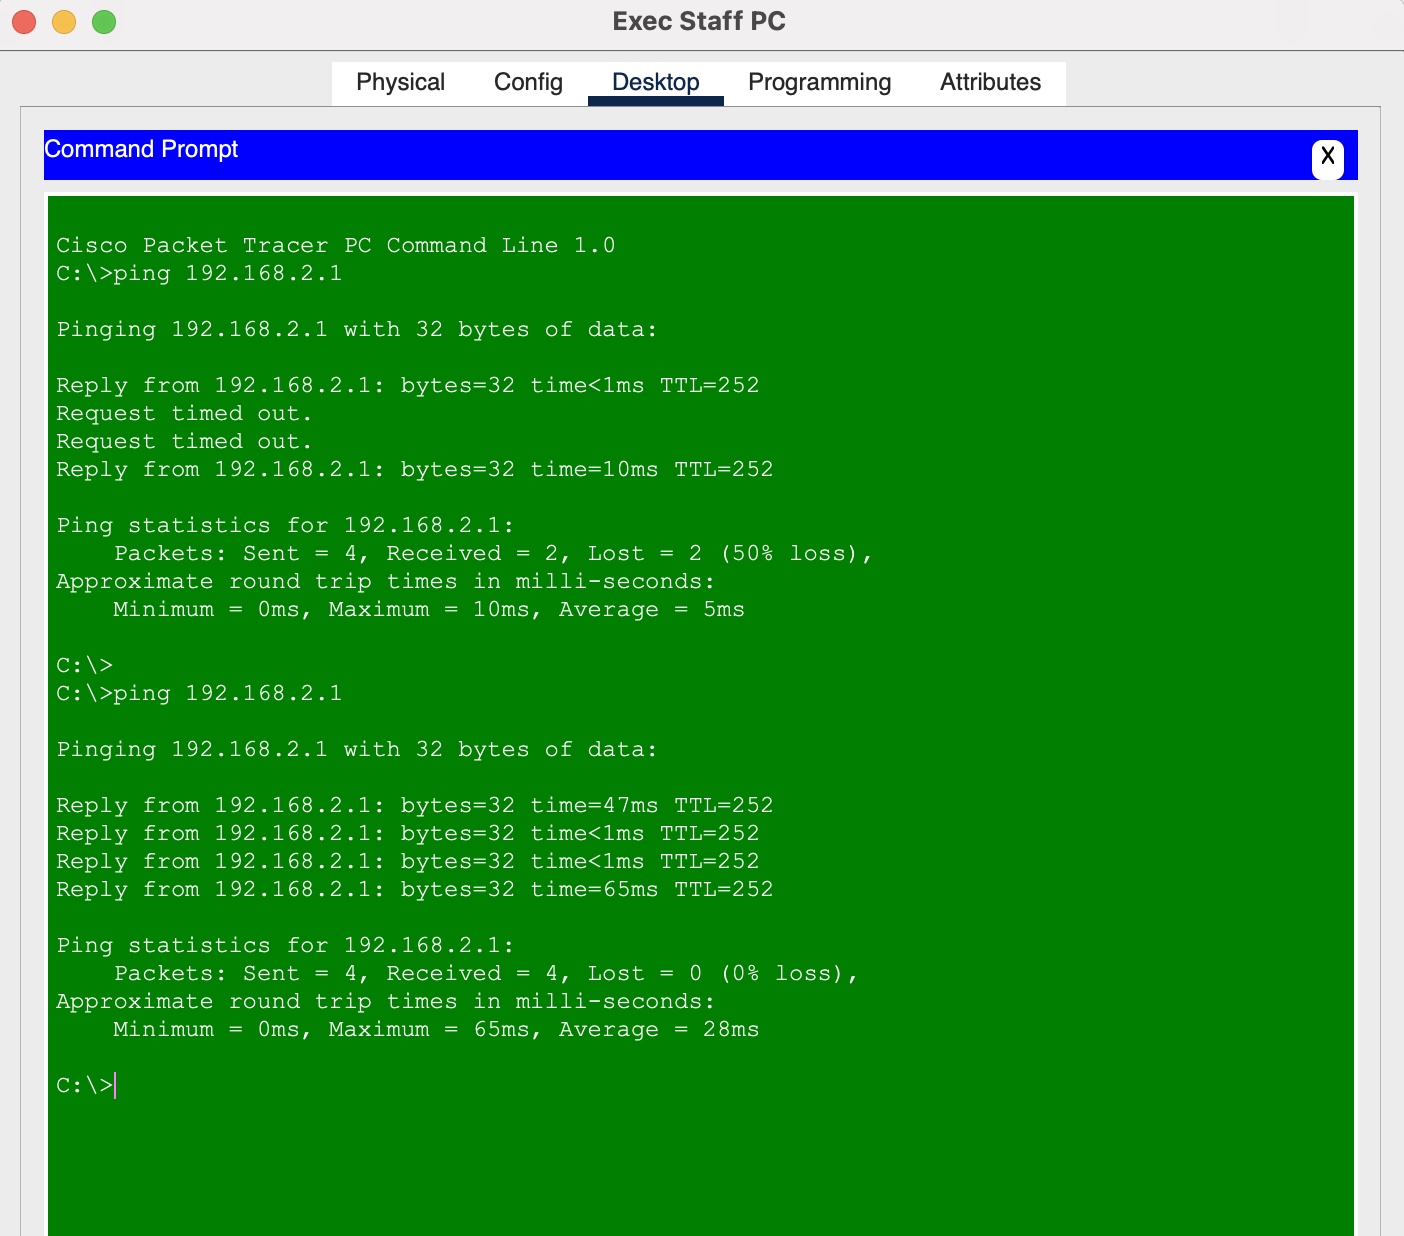 Exec Staff PC
Physical Config Desktop Programming Attributes
Command Prompt X
Cisco Packet Tracer PC Command Line 1.0
C:\>ping 192.168.2.1
Pinging 192.168.2.1 with 32 bytes of data:
Reply from 192.168.2.1: bytes=32 time<1ms TTL=252
Request timed out.
Request timed out.
Reply from 192.168.2.1: bytes=32 time=10ms TTL=252
Ping statistics for 192.168.2.1:
    Packets: Sent = 4, Received = 2, Lost = 2 (50% loss),
Approximate round trip times in milli-seconds:
    Minimum = 0ms, Maximum = 10ms, Average = 5ms
C:\>
C:\>ping 192.168.2.1
Pinging 192.168.2.1 with 32 bytes of data:
Reply from 192.168.2.1: bytes=32 time=47ms TTL=252
Reply from 192.168.2.1: bytes=32 time<1ms TTL=252
Reply from 192.168.2.1: bytes=32 time<1ms TTL=252
Reply from 192.168.2.1: bytes=32 time=65ms TTL=252
Ping statistics for 192.168.2.1:
    Packets: Sent = 4, Received = 4, Lost = 0 (0% loss),
Approximate round trip times in milli-seconds:
    Minimum = 0ms, Maximum = 65ms, Average = 28ms
C:\>